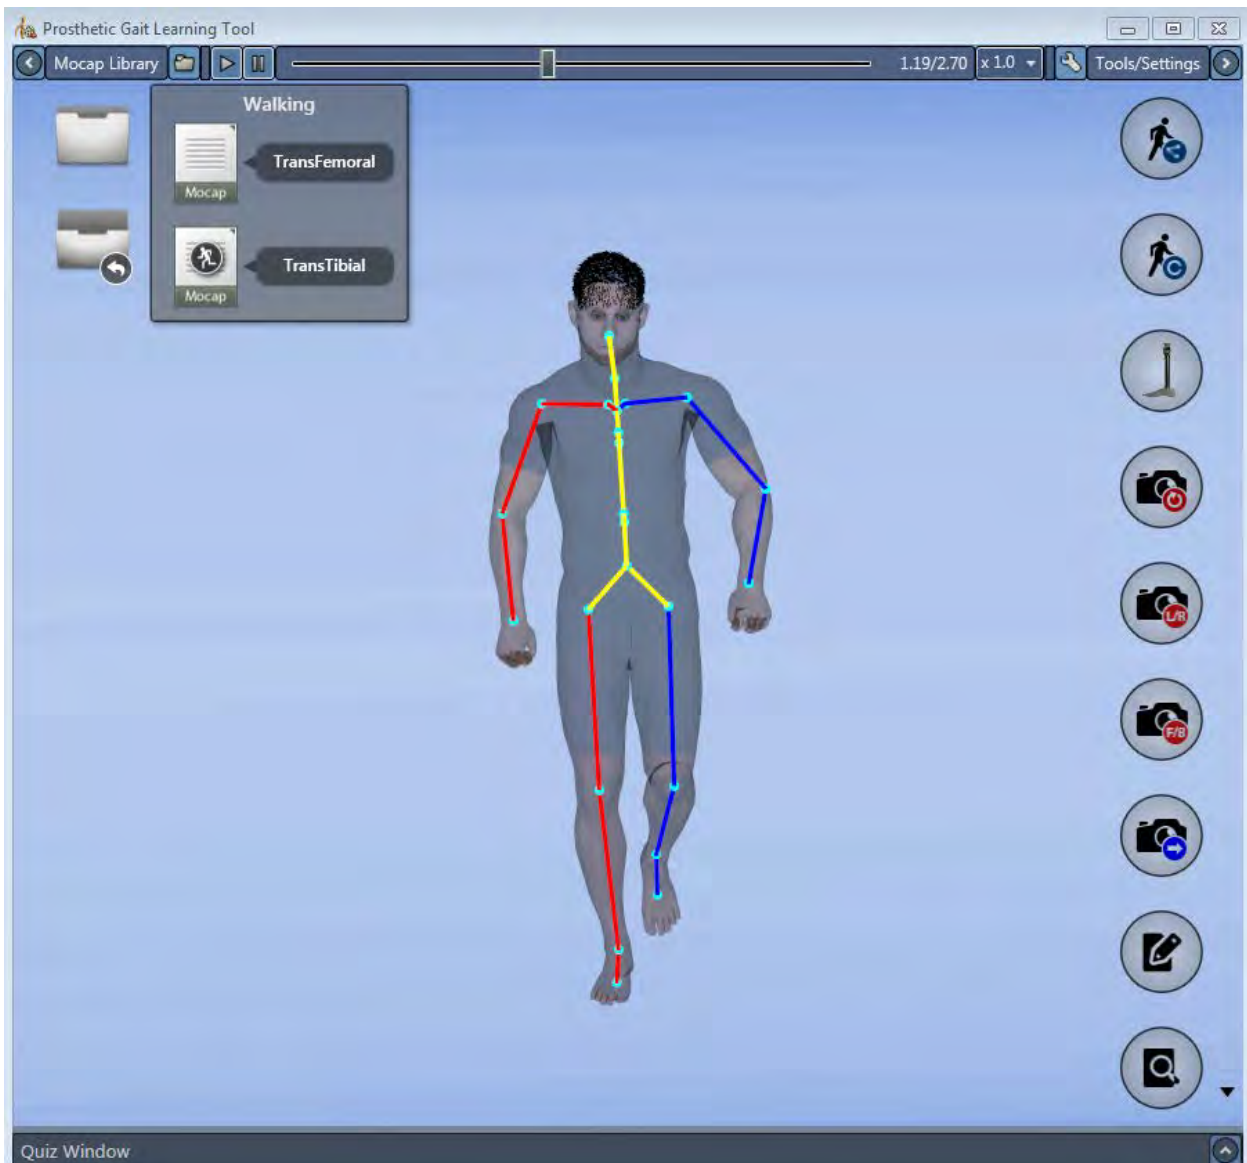 Prosthetic Gait Learning Tool
Mocap Library
1.19/2.70
x 1.0
Tools/Settings
Walking
TransFemoral
Mocap
TransTibial
Mocap
C
L/R
F/B
Quiz Window